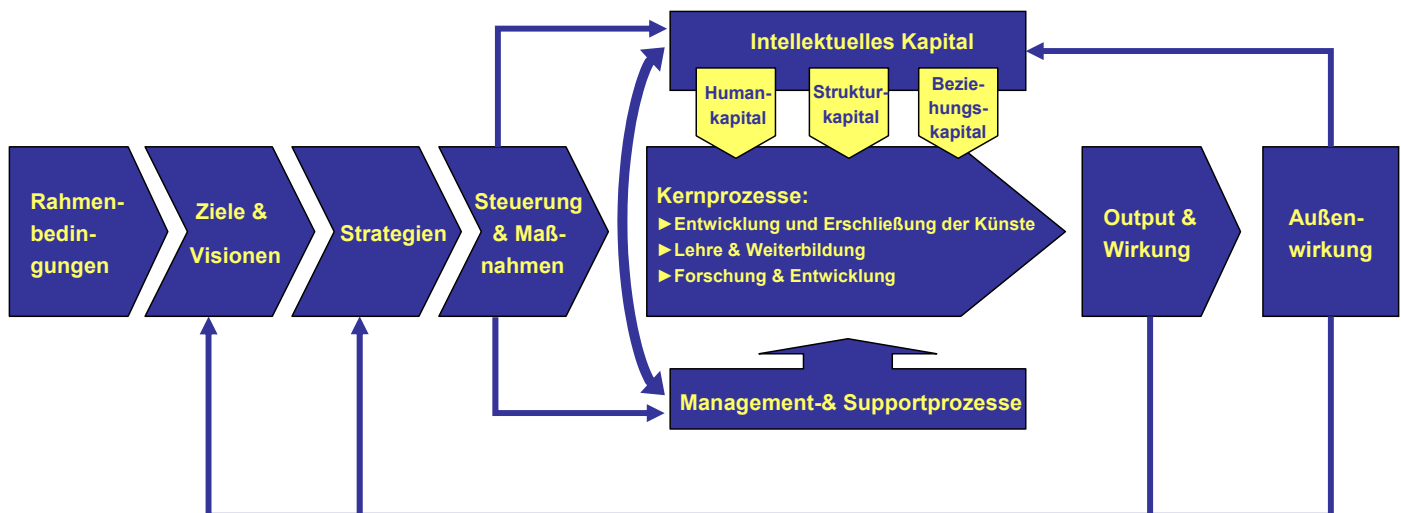 Intellektuelles Kapital
Human-
kapital
Struktur-
kapital
Bezie-
hungs-
kapital
Rahmen-
bedin-
gungen
Ziele &
Visionen
Strategien
Steuerung
& Maß-
nahmen
Kernprozesse:
►Entwicklung und Erschließung der Künste
►Lehre & Weiterbildung
►Forschung & Entwicklung
Output &
Wirkung
Außen-
wirkung
Management-& Supportprozesse